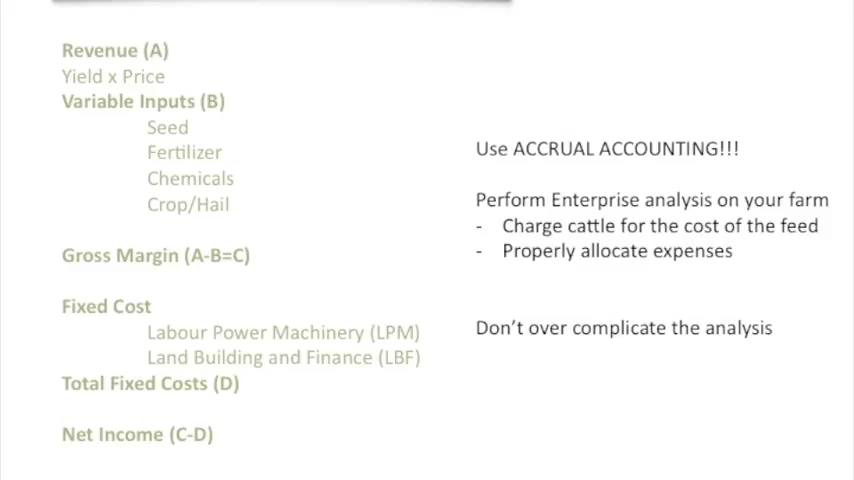 Revenue (A)
Yield x Price
Variable Inputs (B)
Seed
Fertilizer
Chemicals
Crop/Hail
Gross Margin (A-B=C)
Fixed Cost
Labour Power Machinery (LPM)
Land Building and Finance (LBF)
Total Fixed Costs (D)
Net Income (C-D)
Use ACCRUAL ACCOUNTING!!!
Perform Enterprise analysis on your farm
- Charge cattle for the cost of the feed
- Properly allocate expenses
Don't over complicate the analysis